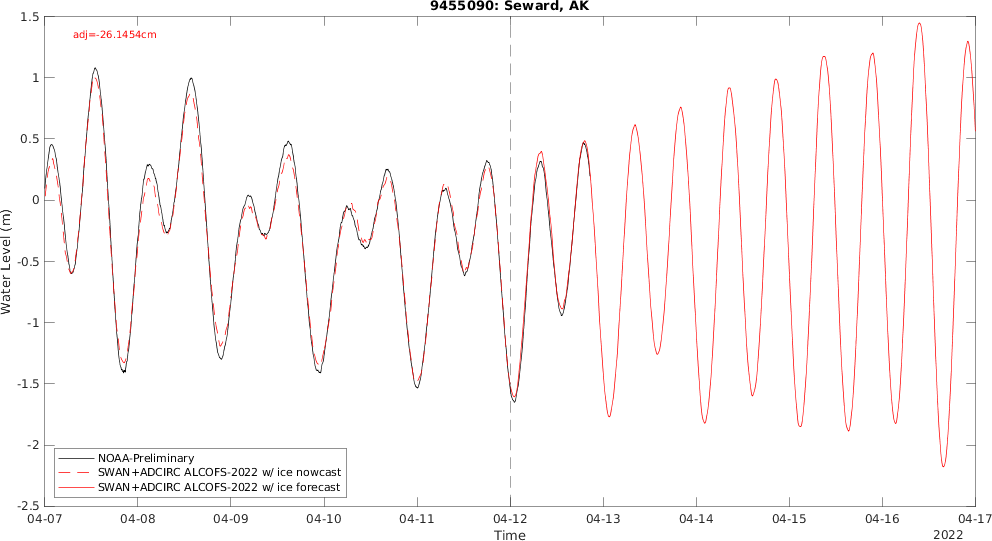 9455090: Seward, AK
adj=-26.1454cm
1.5
1
0.5
0
-0.5
-1
-1.5
-2
-2.5
Water Level (m)
NOAA-Preliminary
SWAN+ADCIRC ALCOFS-2022 w/ ice nowcast
SWAN+ADCIRC ALCOFS-2022 w/ ice forecast
04-07 04-08 04-09 04-10 04-11 04-12 04-13 04-14 04-15 04-16 04-17
Time
2022